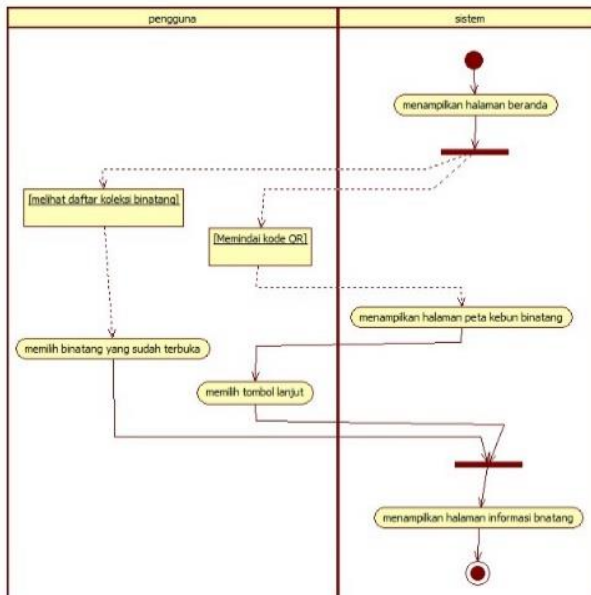 pengguna
sistem
menampilkan halaman beranda
[melihat daftar koleksi binatang]
[Memindai kode QR]
menampilkan halaman peta kebun binatang
memilih binatang yang sudah terbuka
memilih tombol lanjut
menampilkan halaman informasi bnatang